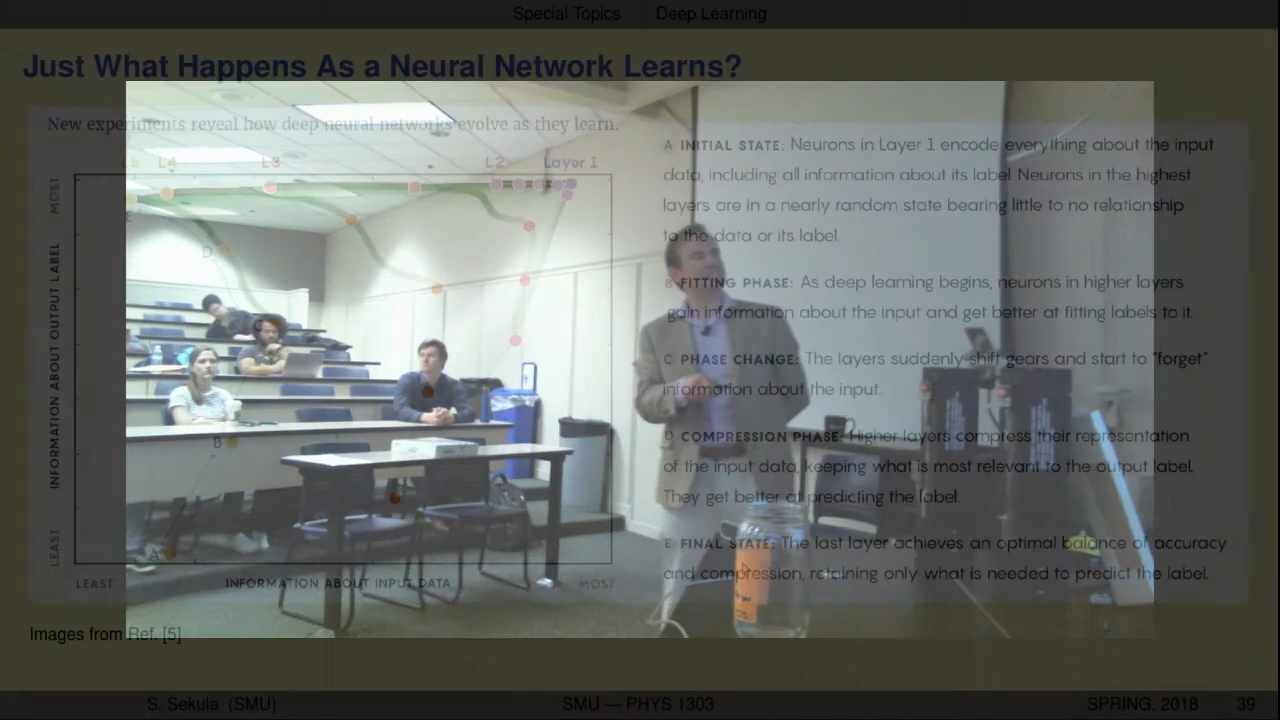 Special Topics Deep Learning
Just What Happens As a Neural Network Learns?
New experiments reveal how deep neural networks evolve as they learn.
L4 L3 L2 Layer 1
MOST
INFORMATION ABOUT OUTPUT LABEL
LEAST
E
D
B
A
LEAST INFORMATION ABOUT INPUT DATA MOST
A INITIAL STATE: Neurons in Layer 1 encode everything about the input
data, including all information about its label. Neurons in the highest
layers are in a nearly random state bearing little to no relationship
to the data or its label.
B FITTING PHASE: As deep learning begins, neurons in higher layers
gain information about the input and get better at fitting labels to it.
C PHASE CHANGE: The layers suddenly shift gears and start to "forget"
information about the input.
D COMPRESSION PHASE: Higher layers compress their representation
of the input data, keeping what is most relevant to the output label.
They get better at predicting the label.
E FINAL STATE: The last layer achieves an optimal balance of accuracy
and compression, retaining only what is needed to predict the label.
Images from Ref. [5]
S. Sekula (SMU) SMU — PHYS 1303 SPRING, 2018 39